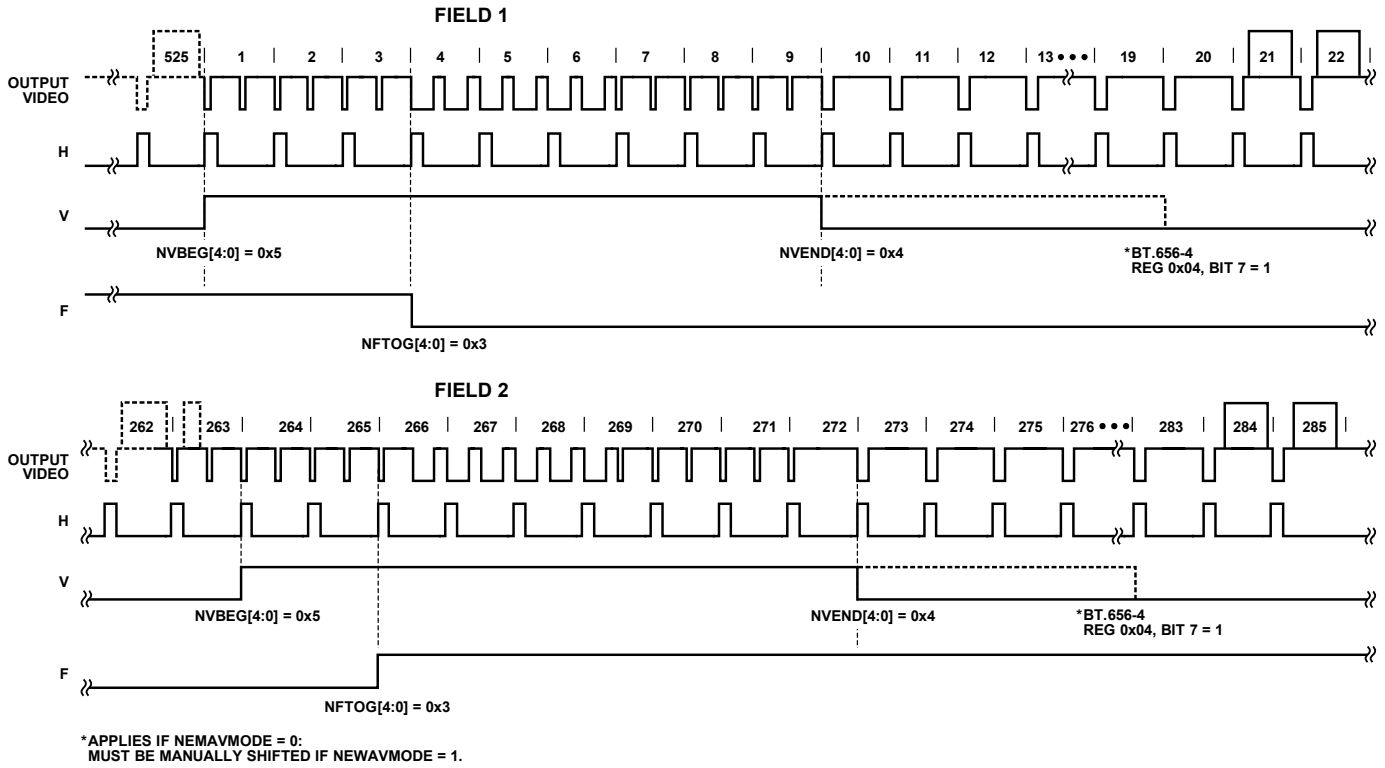 FIELD 1
525 1 2 3 4 5 6 7 8 9 10 11 12 13 ••• 19 20 21 22
OUTPUT
VIDEO
H
V
NVBEG[4:0] = 0x5
NVEND[4:0] = 0x4
*BT.656-4
REG 0x04, BIT 7 = 1
F
NFTOG[4:0] = 0x3
FIELD 2
262 263 264 265 266 267 268 269 270 271 272 273 274 275 276 ••• 283 284 285
OUTPUT
VIDEO
H
V
NVBEG[4:0] = 0x5
NVEND[4:0] = 0x4
*BT.656-4
REG 0x04, BIT 7 = 1
F
NFTOG[4:0] = 0x3
*APPLIES IF NEMAVMODE = 0:
MUST BE MANUALLY SHIFTED IF NEWAVMODE = 1.